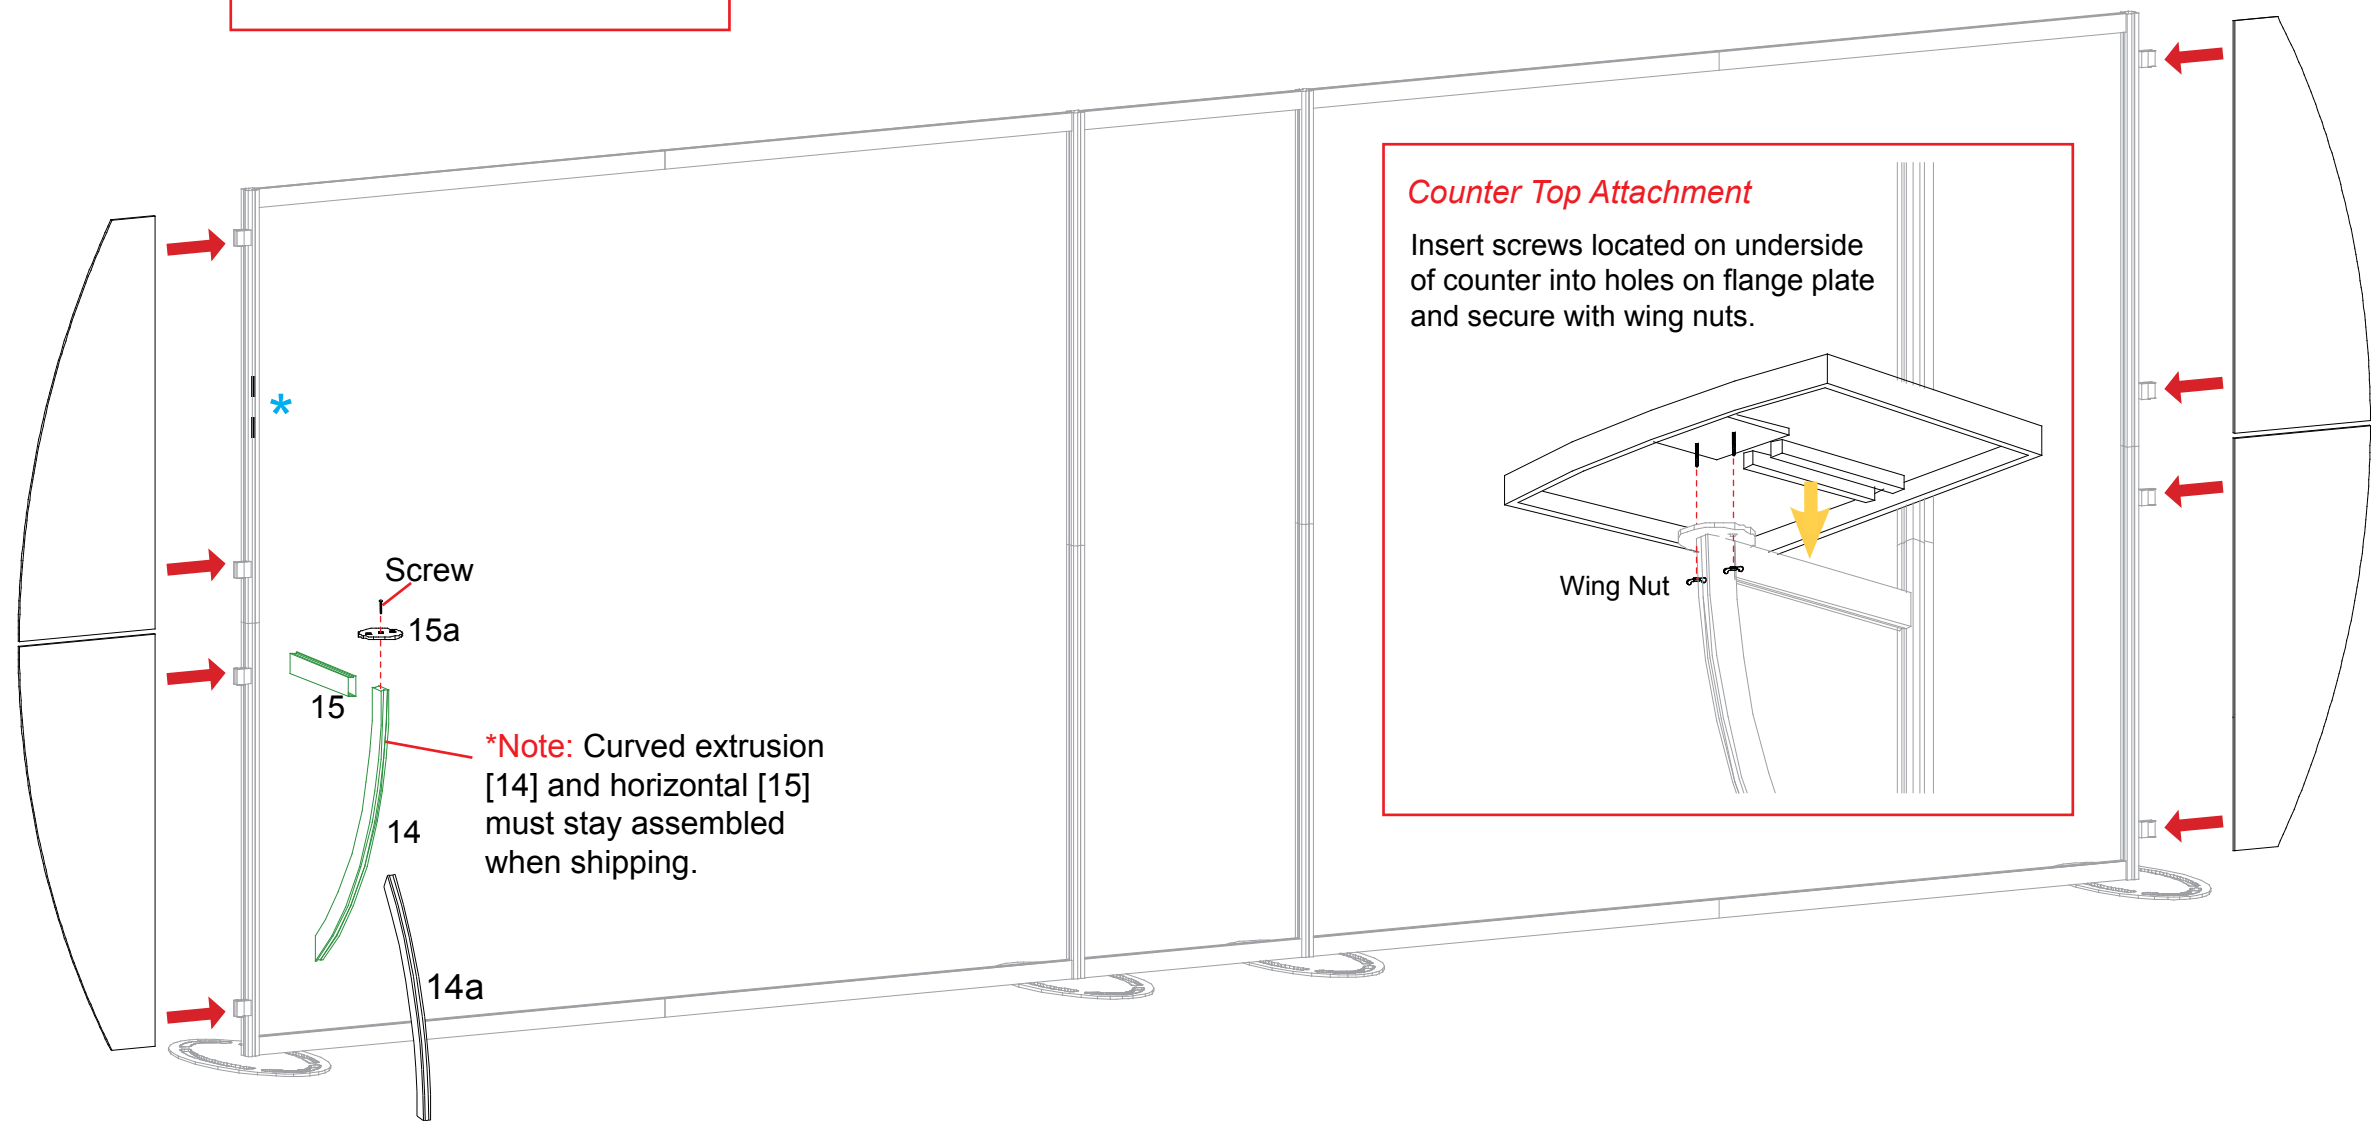 Counter Top Attachment
Insert screws located on underside
of counter into holes on flange plate
and secure with wing nuts.
*
Screw
15a
Wing Nut
15
*Note: Curved extrusion
[14] and horizontal [15]
must stay assembled
when shipping.
14
14a